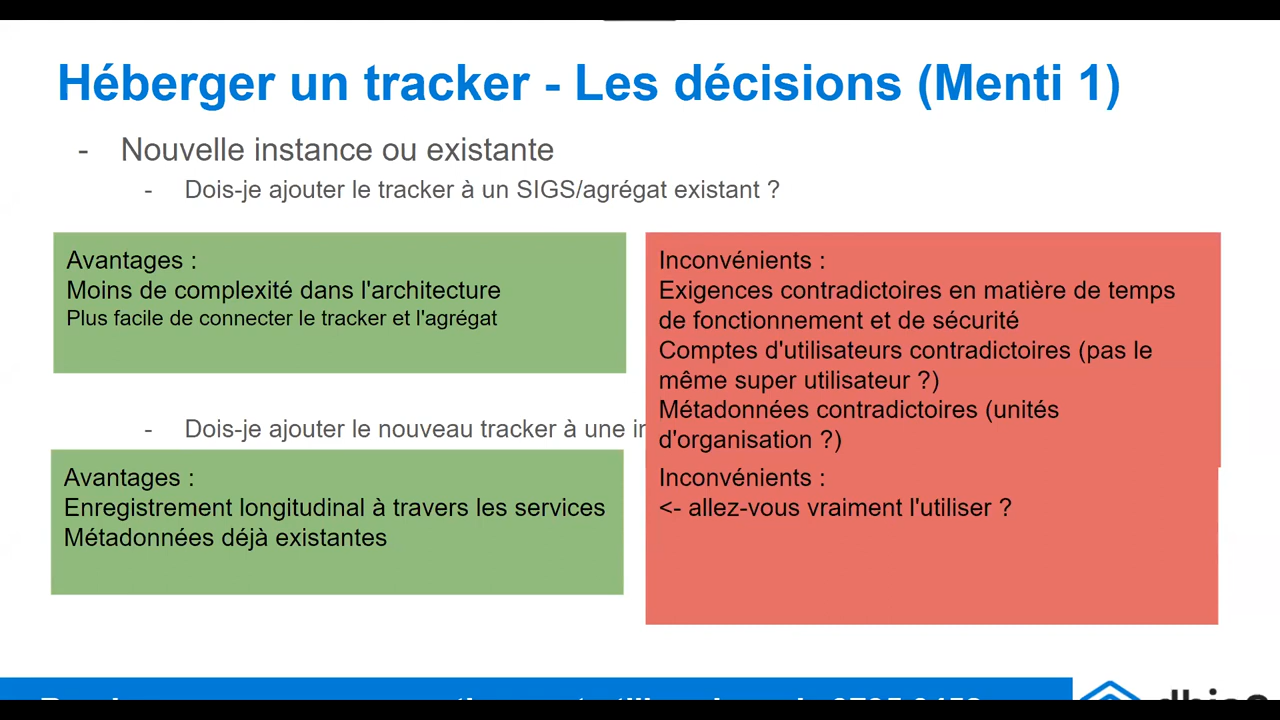 Héberger un tracker - Les décisions (Menti 1)
- Nouvelle instance ou existante
- Dois-je ajouter le tracker à un SIGS/agrégat existant ?
Avantages :
Moins de complexité dans l'architecture
Plus facile de connecter le tracker et l'agrégat
Inconvénients :
Exigences contradictoires en matière de temps
de fonctionnement et de sécurité
Comptes d'utilisateurs contradictoires (pas le
même super utilisateur ?)
Métadonnées contradictoires (unités
d'organisation ?)
- Dois-je ajouter le nouveau tracker à une
Avantages :
Enregistrement longitudinal à travers les services
Métadonnées déjà existantes
Inconvénients :
<- allez-vous vraiment l'utiliser ?